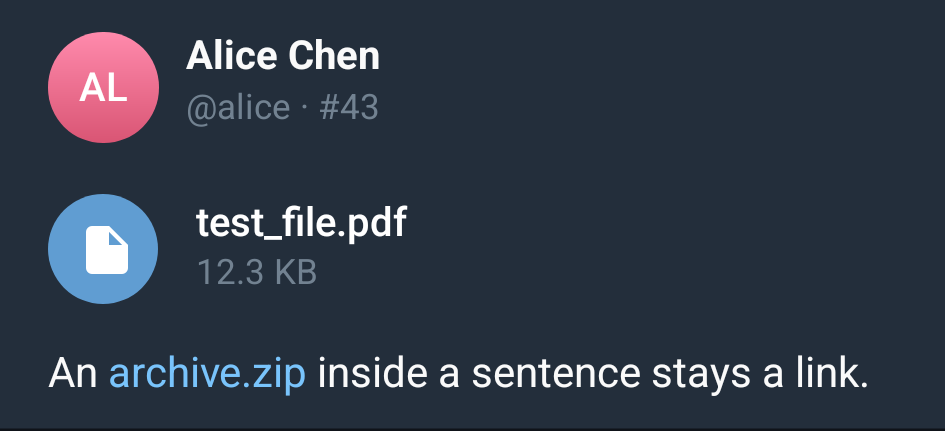 AL
Alice Chen
@alice · #43
test_file.pdf
12.3 KB
An archive.zip inside a sentence stays a link.